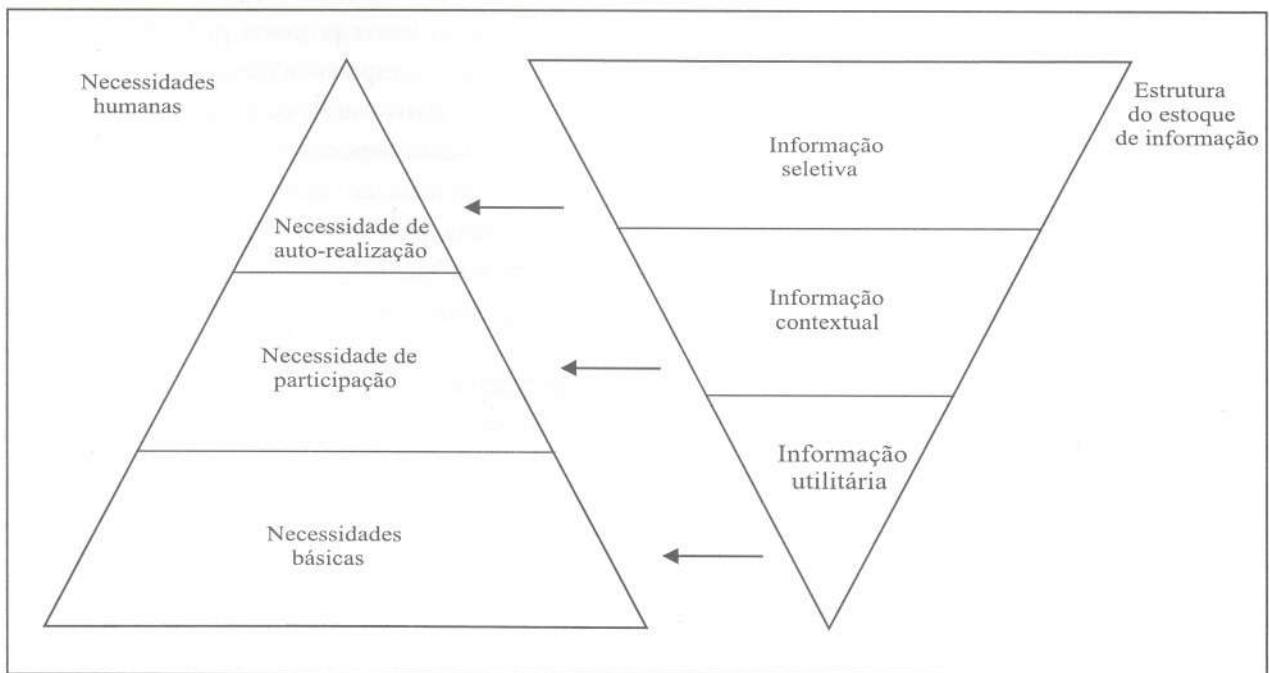 Necessidades
humanas
Necessidade de
auto-realização
Necessidade de
participação
Necessidades
básicas
Informação
seletiva
Informação
contextual
Informação
utilitária
Estrutura
do estoque
de informação